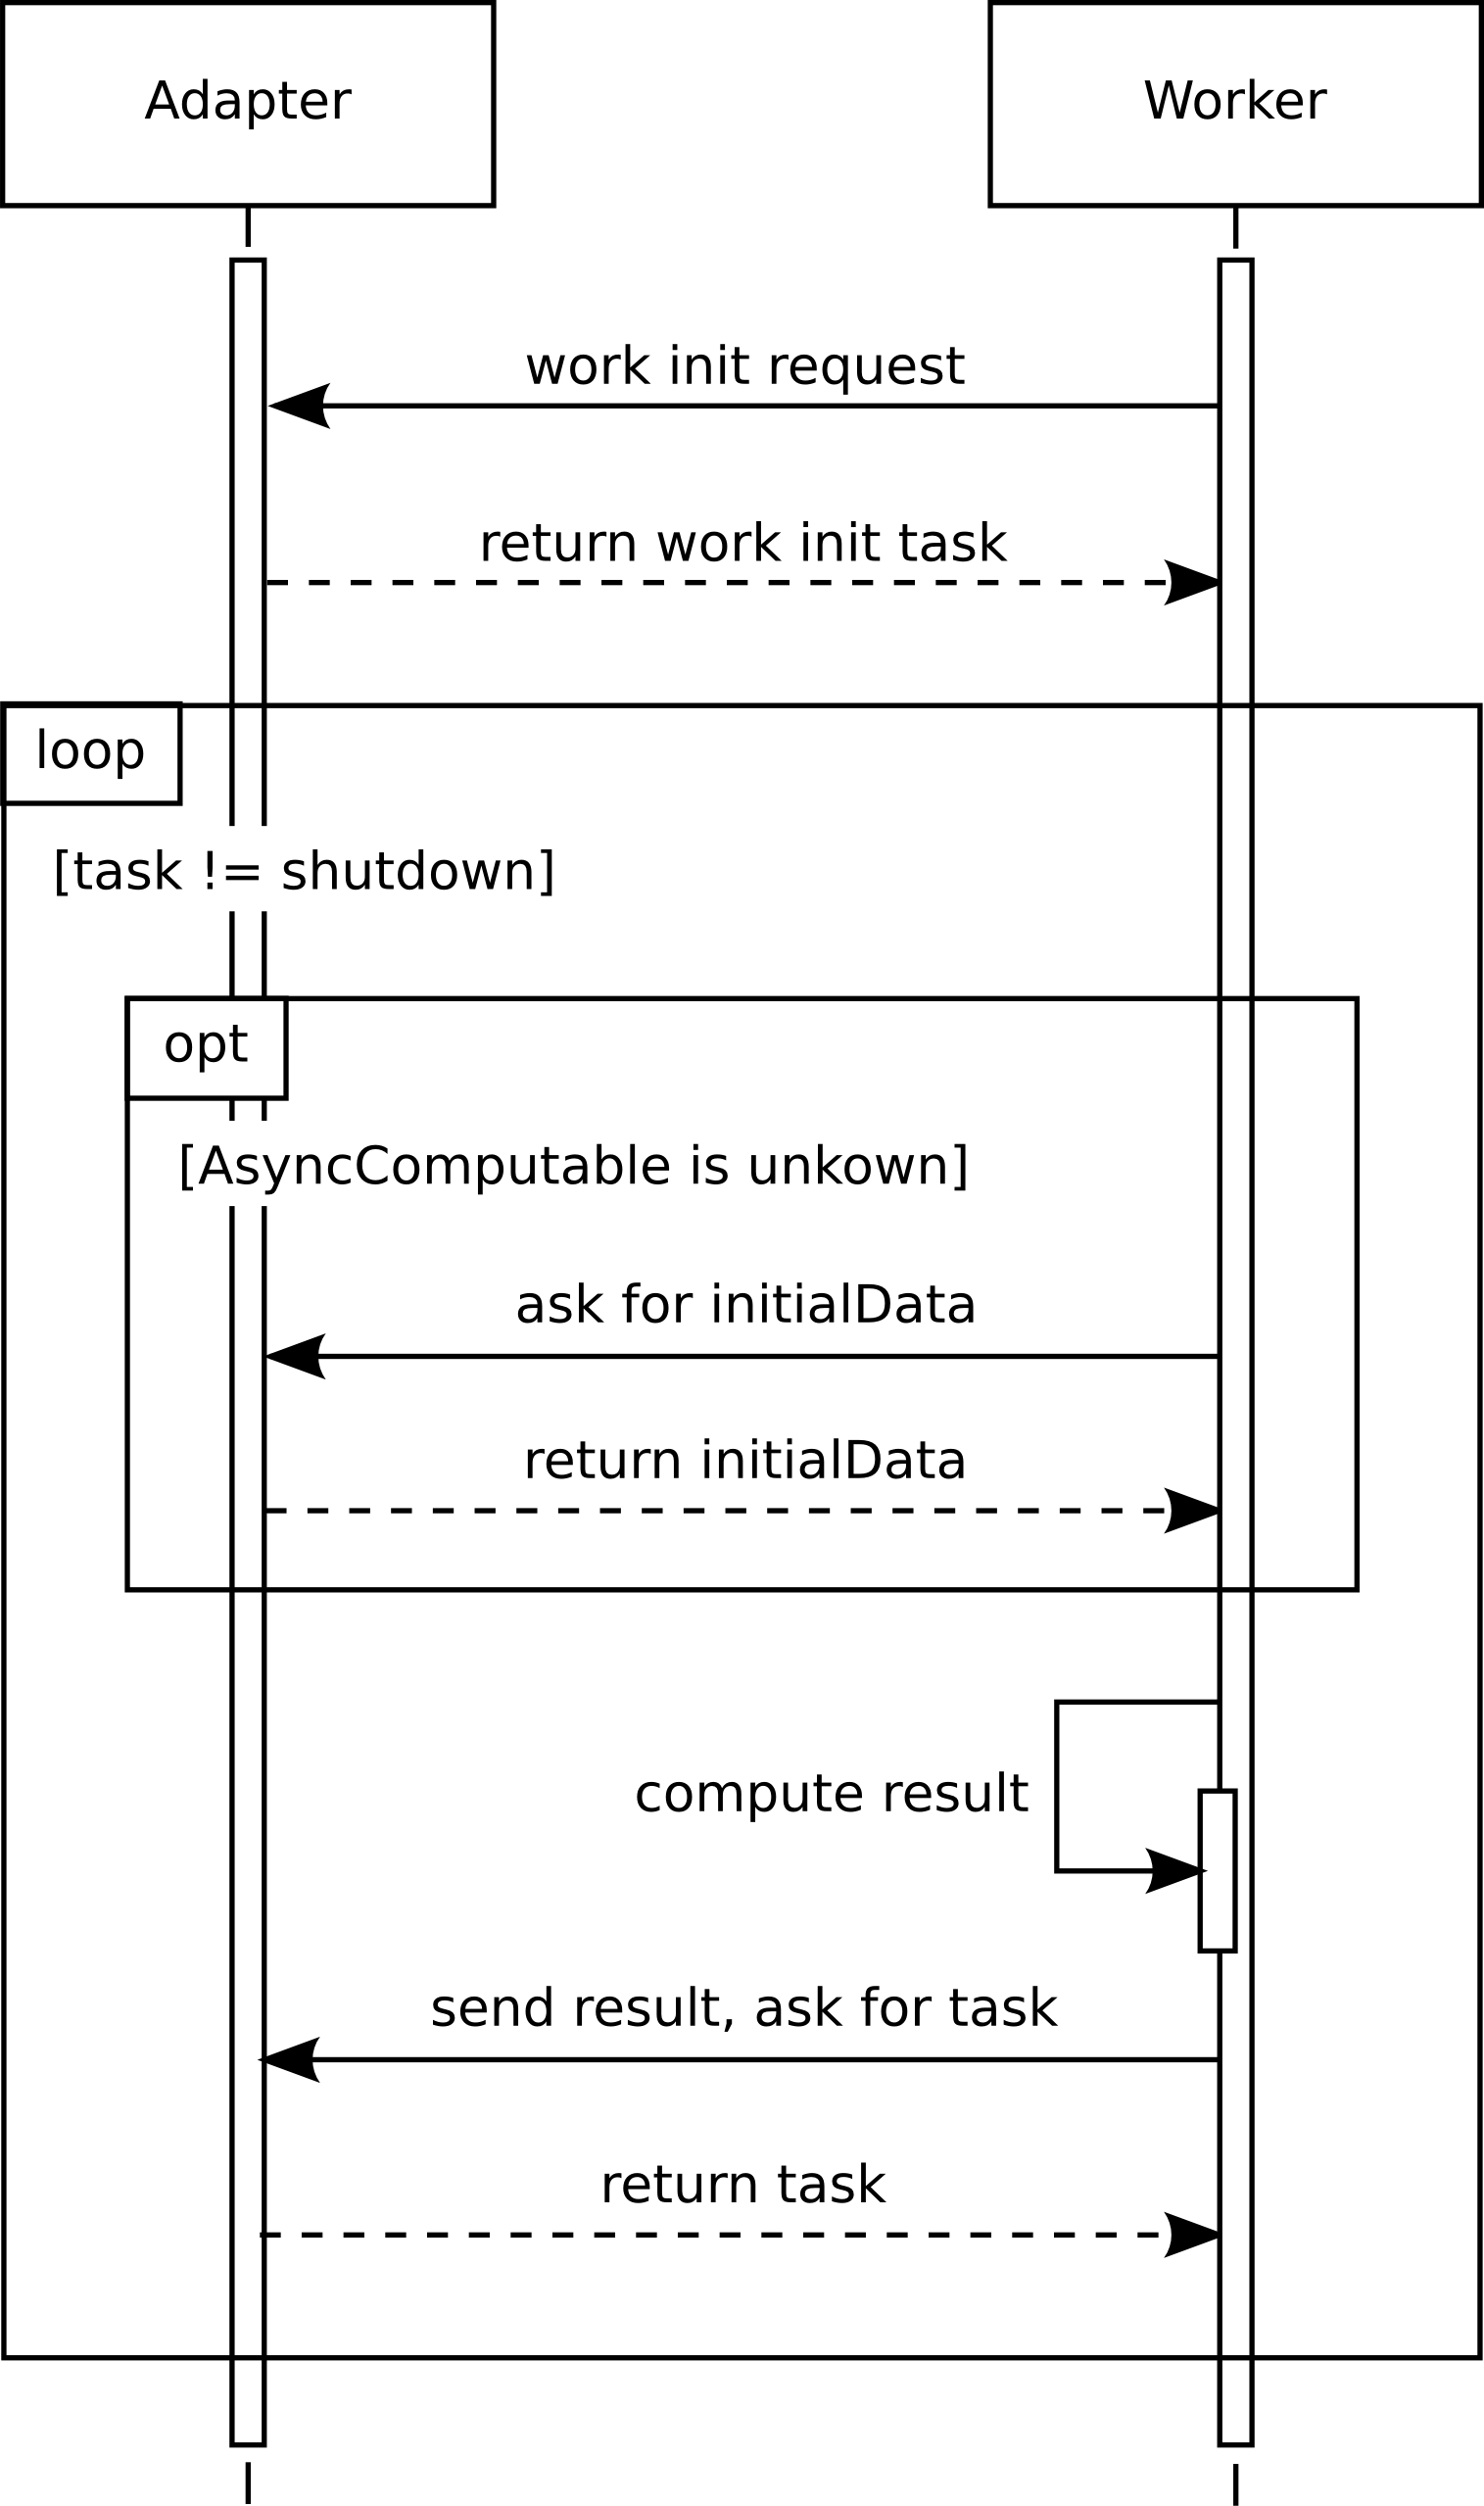 Adapter
Worker
work init request
return work init task
loop
[task != shutdown]
opt
[AsyncComputable is unkown]
ask for initialData
return initialData
compute result
send result, ask for task
return task